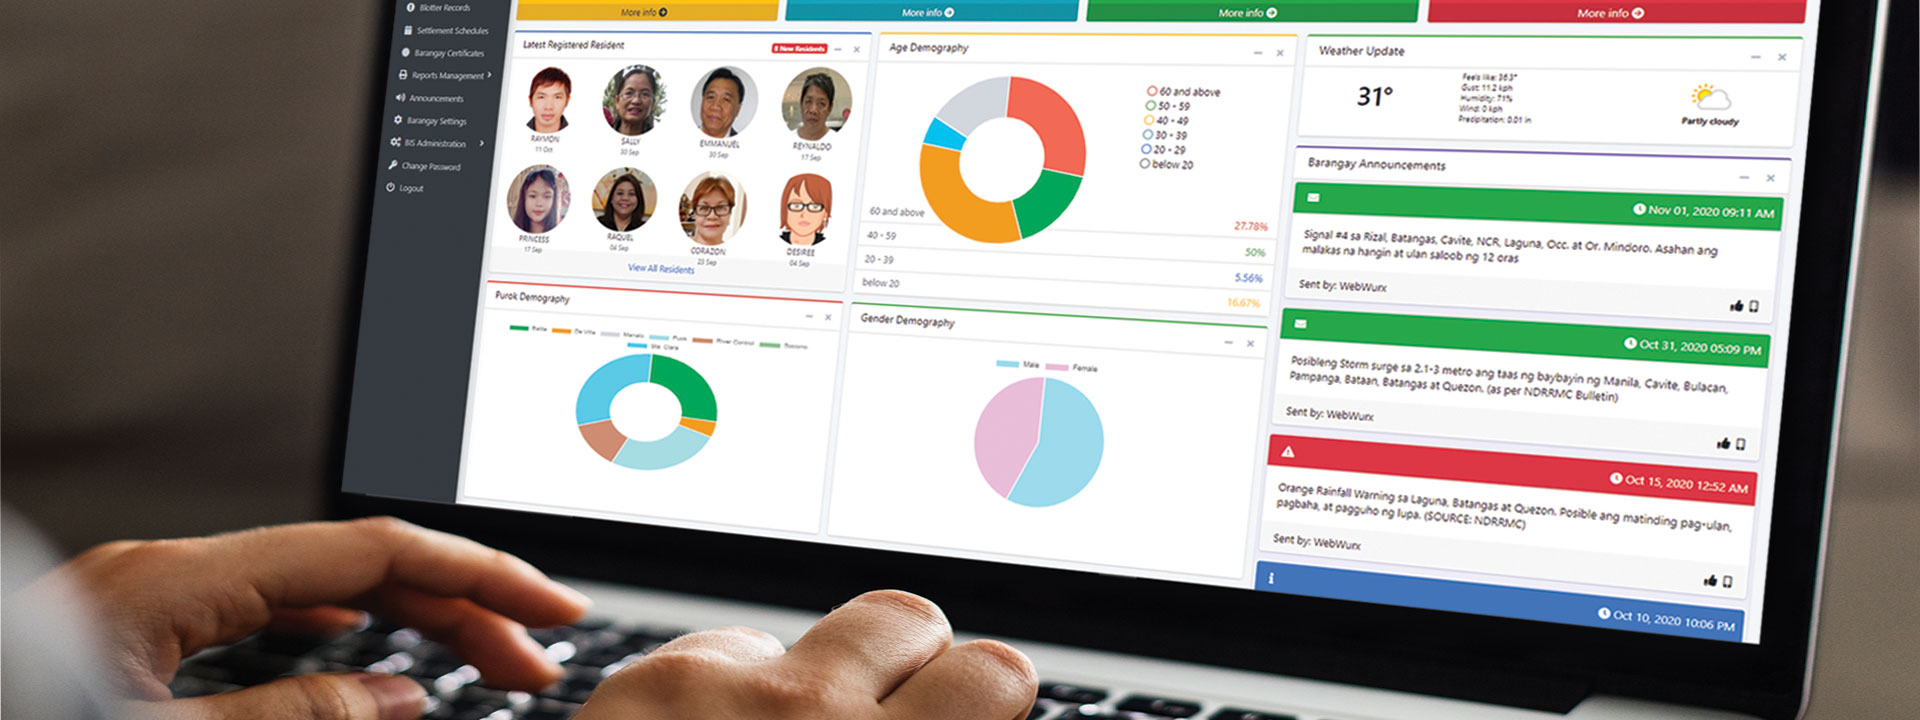 Blotter Records
Settlement Schedules
Barangay Certificates
Reports Management
Announcements
Barangay Settings
BIS Administration
Change Password
Logout
More info
More info
More info
More info
Latest Registered Resident
8 New Residents
RAYMON
11 Oct
SALLY
30 Sep
EMMANUEL
30 Sep
REYNALDO
17 Sep
PRINCESS
17 Sep
RAQUEL
04 Sep
CORAZON
23 Sep
DESIREE
04 Sep
View All Residents
Age Demography
60 and above
50 - 59
40 - 49
30 - 39
20 - 29
below 20
60 and above 27.78%
40 - 59 50%
20 - 39 5.56%
below 20 16.67%
Purok Demography
De Villa
Manalo
River Control
Sta. Clara
Gender Demography
Male
Female
Weather Update
31°
Feels like: 36.3°
Gust: 11.2 kph
Humidity: 71%
Wind: 0 kph
Precipitation: 0.01 in
Partly cloudy
Barangay Announcements
Nov 01, 2020 09:11 AM
Signal #4 sa Rizal, Batangas, Cavite, NCR, Laguna, Occ. at Or. Mindoro. Asahan ang
malakas na hangin at ulan saloob ng 12 oras
Sent by: WebWurx
Oct 31, 2020 05:09 PM
Posibleng Storm surge sa 2.1-3 metro ang taas ng baybayin ng Manila, Cavite, Bulacan,
Pampanga, Bataan, Batangas at Quezon. (as per NDRRMC Bulletin)
Sent by: WebWurx
Oct 15, 2020 12:52 AM
Orange Rainfall Warning sa Laguna, Batangas at Quezon. Posible ang matinding pag-ulan,
pagbaha, at pagguho ng lupa. (SOURCE: NDRRMC)
Sent by: WebWurx
Oct 10, 2020 10:06 PM